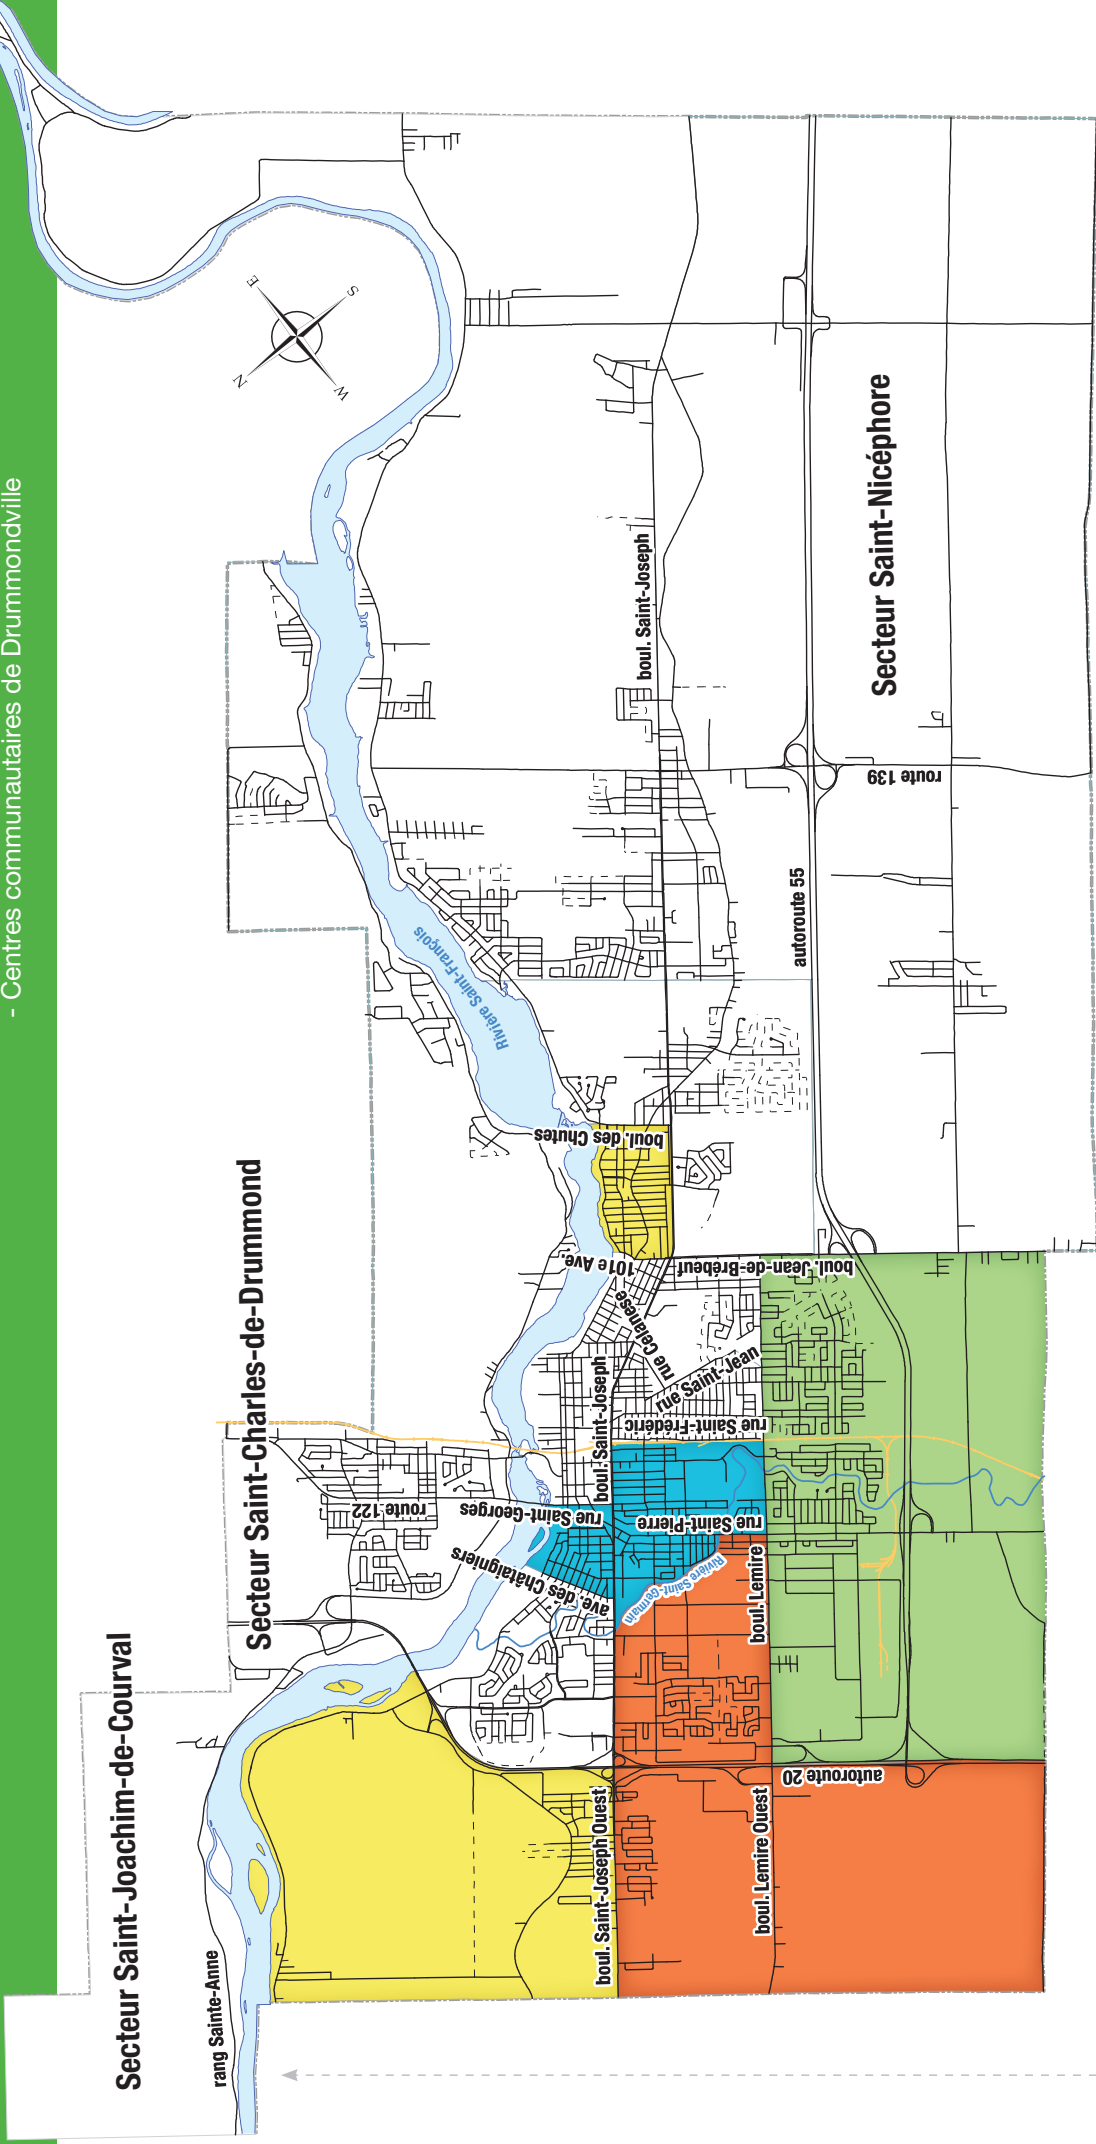 - Centres communautaires de Drummondville
Secteur Saint-Joachim-de-Courval
rang Sainte-Anne
Secteur Saint-Charles-de-Drummond
route 122
rue Saint-Georges
ave. des Châtaigniers
boul. Saint-Joseph Ouest
boul. Saint-Joseph
rue Saint-Pierre
Rivière Saint-Germain
boul. Lemire
boul. Lemire Ouest
autoroute 20
rue Saint-Frédéric
rue Saint-Jean
rue Celanese
101e Ave.
boul. Jean-de-Brébeuf
boul. des Chutes
Rivière Saint-François
autoroute 55
route 139
boul. Saint-Joseph
Secteur Saint-Nicéphore
N
E
S
W